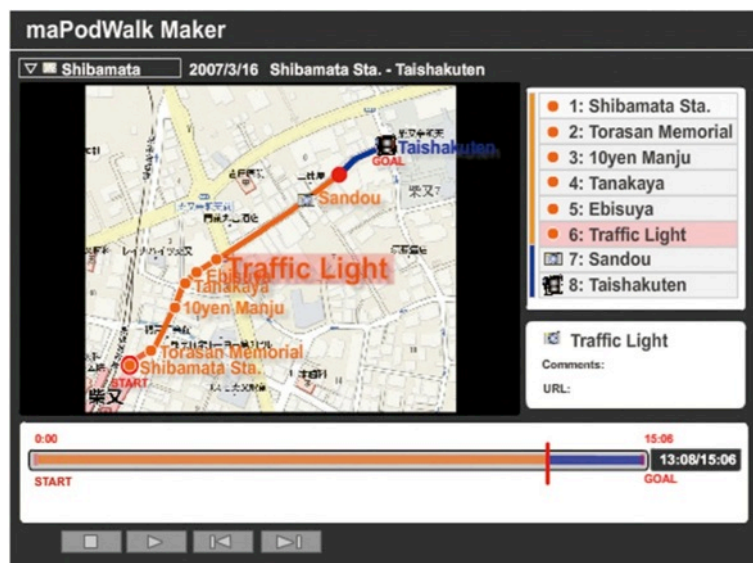 maPodWalk Maker
Shibamata
2007/3/16 Shibamata Sta. - Taishakuten
Taishakuten
GOAL
Sandou
柴又7
Traffic Light
Ebisuya
Tanakaya
10yen Manju
Torasan Memorial
Shibamata Sta.
START
柴又
1: Shibamata Sta.
2: Torasan Memorial
3: 10yen Manju
4: Tanakaya
5: Ebisuya
6: Traffic Light
7: Sandou
8: Taishakuten
Traffic Light
Comments:
URL:
0:00
15:06
13:08/15:06
START
GOAL